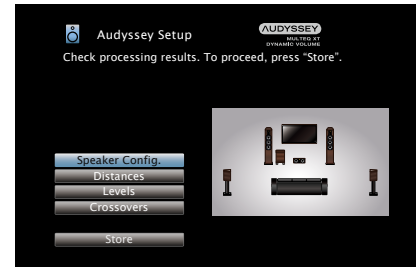 Audyssey Setup
AUDYSSEY
MULTEQ XT
DYNAMIC VOLUME
Check processing results. To proceed, press “Store”.
Speaker Config.
Distances
Levels
Crossovers
Store